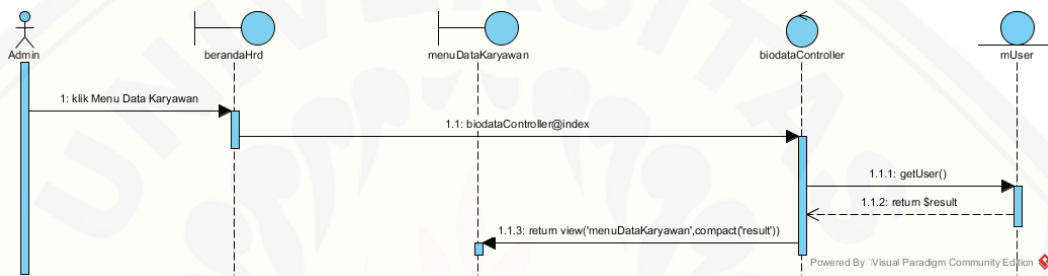 Admin
berandaHrd
menuDataKaryawan
biodataController
mUser
1: klik Menu Data Karyawan
1.1: biodataController@index
1.1.1: getUser()
1.1.2: return $result
1.1.3: return view('menuDataKaryawan',compact('result'))
Powered By Visual Paradigm Community Edition
UNIVERSITAS